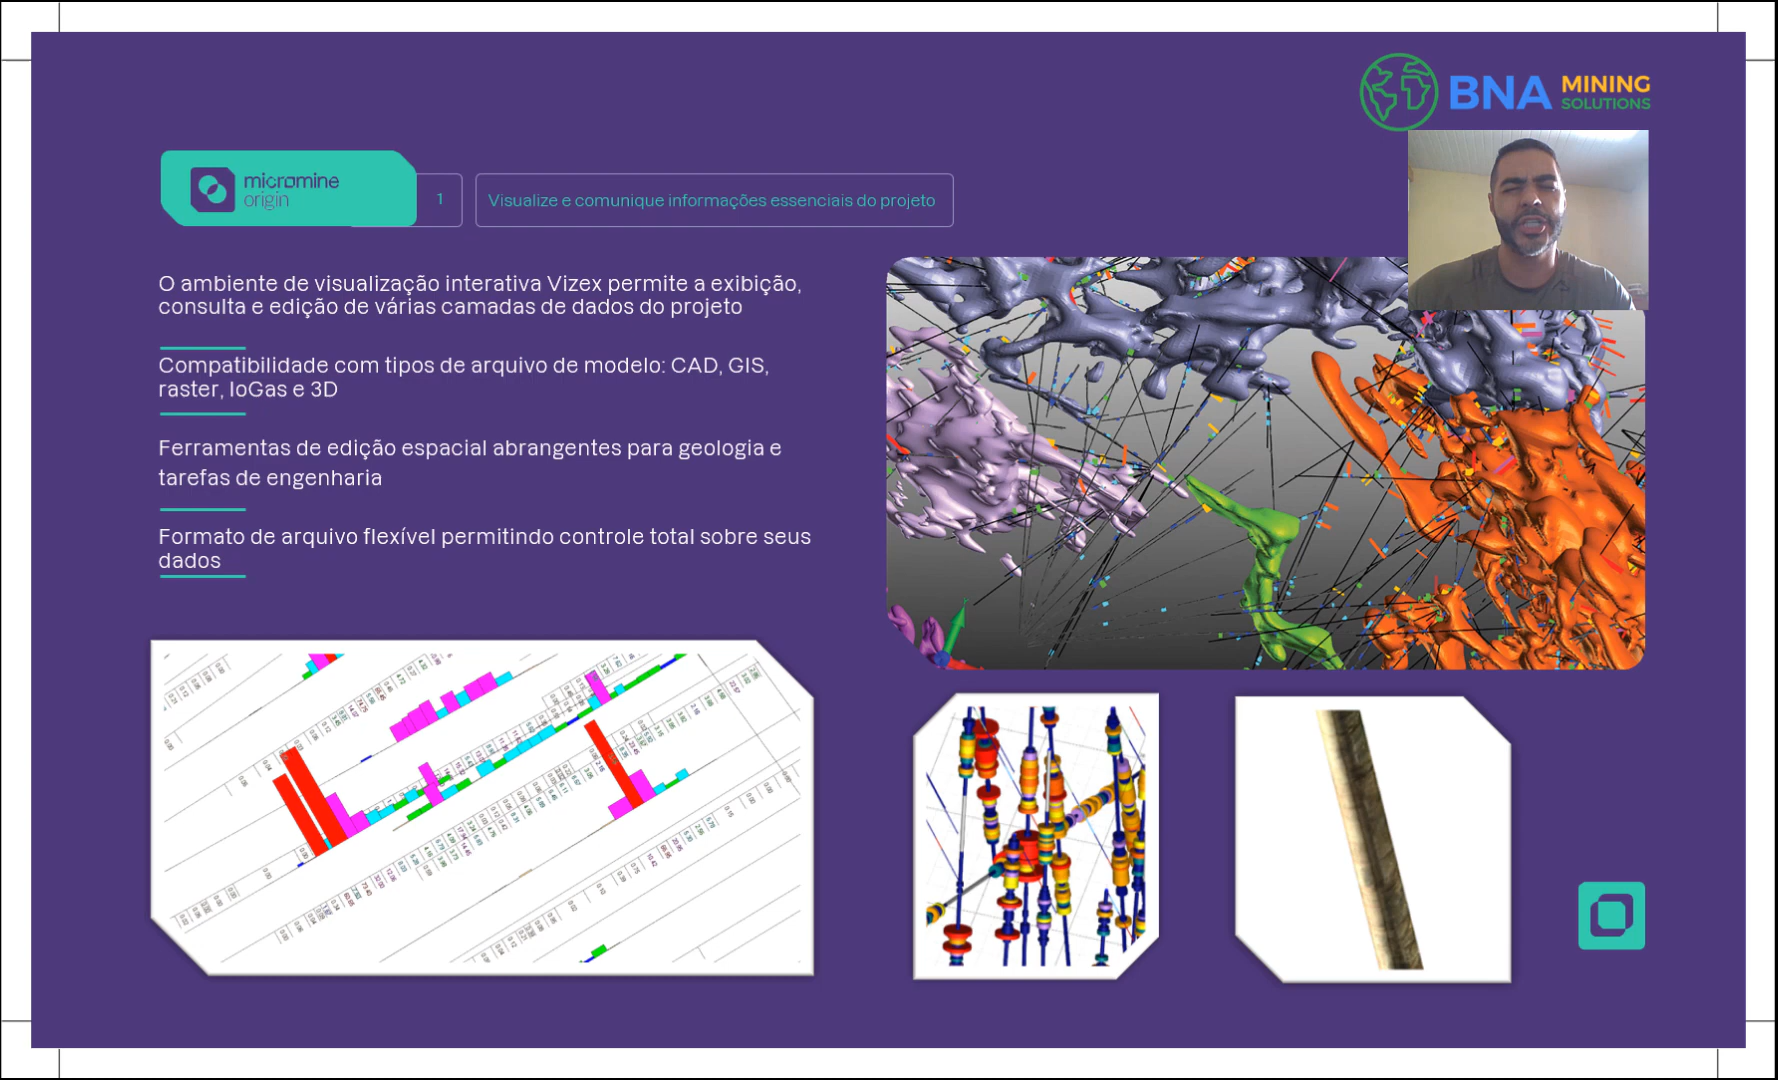 BNA MINING
SOLUTIONS
micromine
origin
1
Visualize e comunique informações essenciais do projeto
O ambiente de visualização interativa Vizex permite a exibição,
consulta e edição de várias camadas de dados do projeto
Compatibilidade com tipos de arquivo de modelo: CAD, GIS,
raster, IoGas e 3D
Ferramentas de edição espacial abrangentes para geologia e
tarefas de engenharia
Formato de arquivo flexível permitindo controle total sobre seus
dados